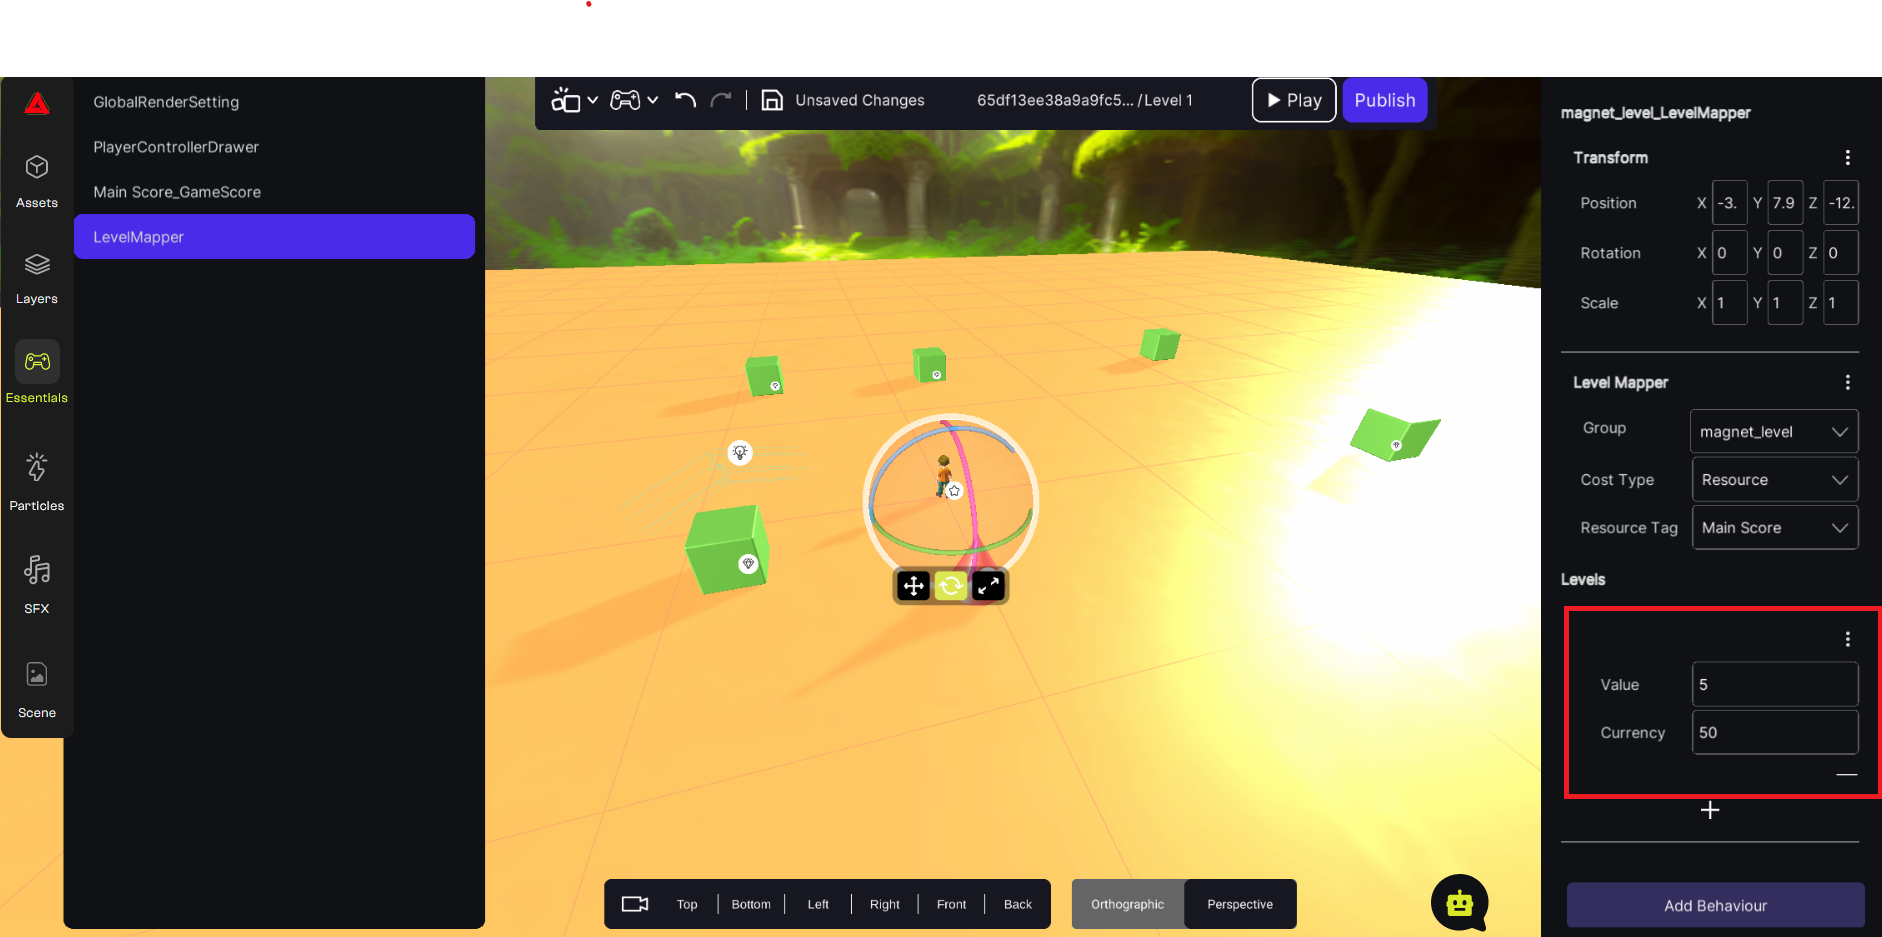 GlobalRenderSetting
PlayerControllerDrawer
Main Score_GameScore
LevelMapper
Assets
Layers
Essentials
Particles
SFX
Scene
Unsaved Changes
65df13ee38a9a9fc5... / Level 1
Play
Publish
Top
Bottom
Left
Right
Front
Back
Orthographic
Perspective
magnet_level_LevelMapper
Transform
Position X -3. Y 7.9 Z -12.
Rotation X 0 Y 0 Z 0
Scale X 1 Y 1 Z 1
Level Mapper
Group magnet_level
Cost Type Resource
Resource Tag Main Score
Levels
Value 5
Currency 50
Add Behaviour